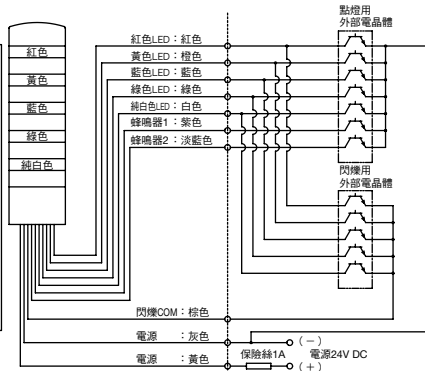 點燈用
外部電晶體
紅色LED：紅色
黃色LED：橙色
藍色LED：藍色
綠色LED：綠色
純白色LED：白色
蜂鳴器1：紫色
蜂鳴器2：淡藍色
紅色
黃色
藍色
綠色
純白色
閃爍用
外部電晶體
閃爍COM：棕色
電源　：灰色
(－)
保險絲1A　電源24V DC
電源　：黃色
(＋)